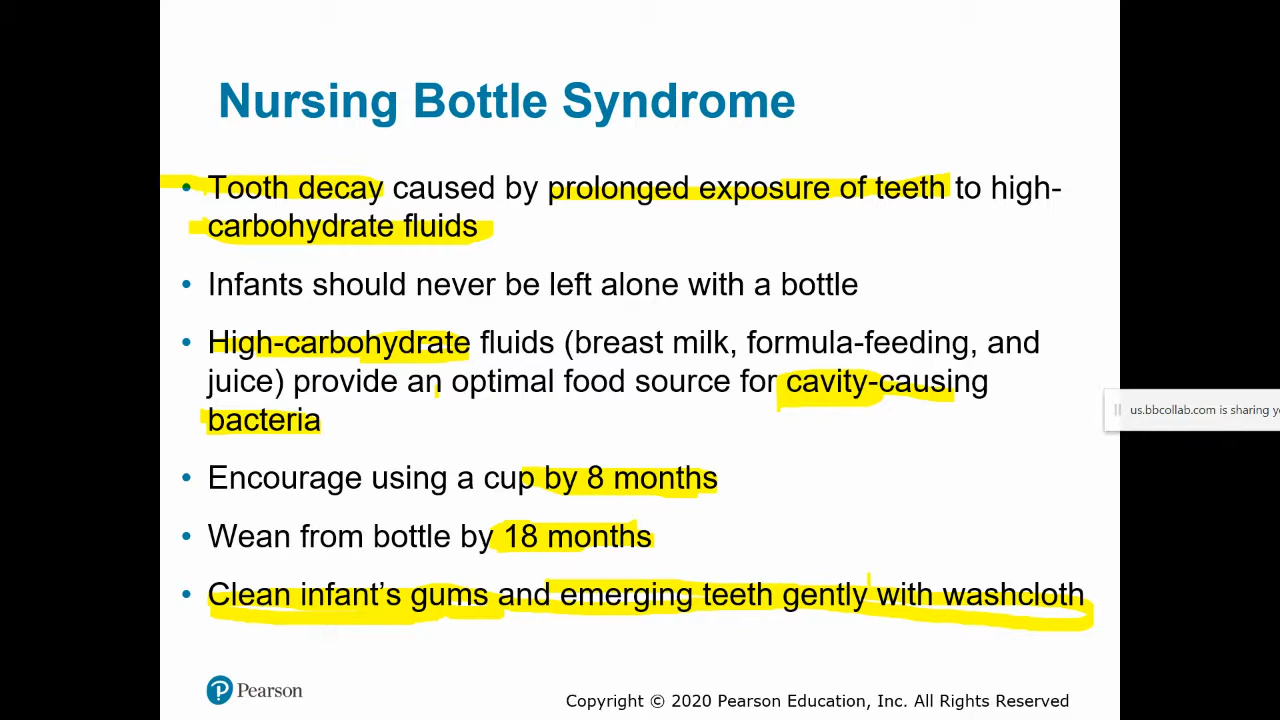 Nursing Bottle Syndrome
• Tooth decay caused by prolonged exposure of teeth to high-
carbohydrate fluids
• Infants should never be left alone with a bottle
• High-carbohydrate fluids (breast milk, formula-feeding, and
juice) provide an optimal food source for cavity-causing
bacteria
us.bbcollab.com is sharing
• Encourage using a cup by 8 months
• Wean from bottle by 18 months
• Clean infant’s gums and emerging teeth gently with washcloth
Pearson
Copyright © 2020 Pearson Education, Inc. All Rights Reserved